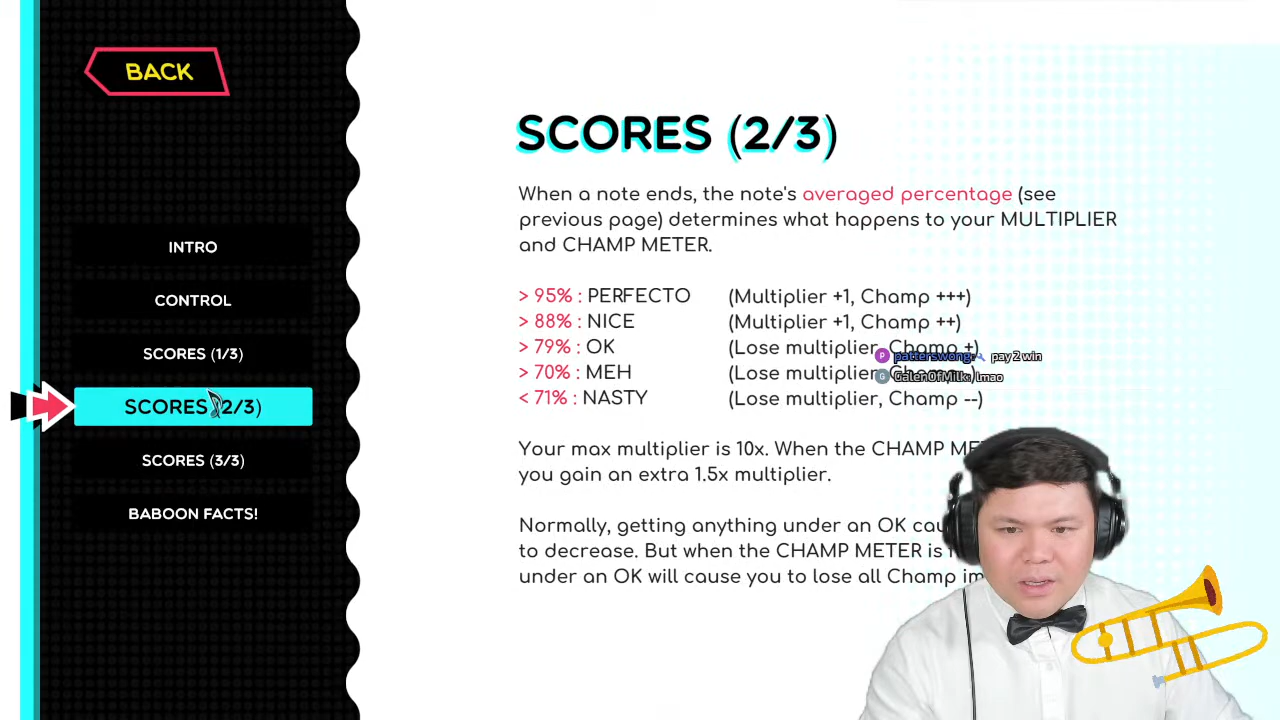 BACK
INTRO
CONTROL
SCORES (1/3)
SCORES (2/3)
SCORES (3/3)
BABOON FACTS!
SCORES (2/3)
When a note ends, the note's averaged percentage (see
previous page) determines what happens to your MULTIPLIER
and CHAMP METER.
> 95% : PERFECTO (Multiplier +1, Champ +++)
> 88% : NICE (Multiplier +1, Champ ++)
> 79% : OK (Lose multiplier, Champ +)
> 70% : MEH (Lose multiplier
< 71% : NASTY (Lose multiplier, Champ --)
patterswong: pay 2 win
GalenOfMilk: lmao
Your max multiplier is 10x. When the CHAMP
you gain an extra 1.5x multiplier.
Normally, getting anything under an OK
to decrease. But when the CHAMP METER is
under an OK will cause you to lose all Champ